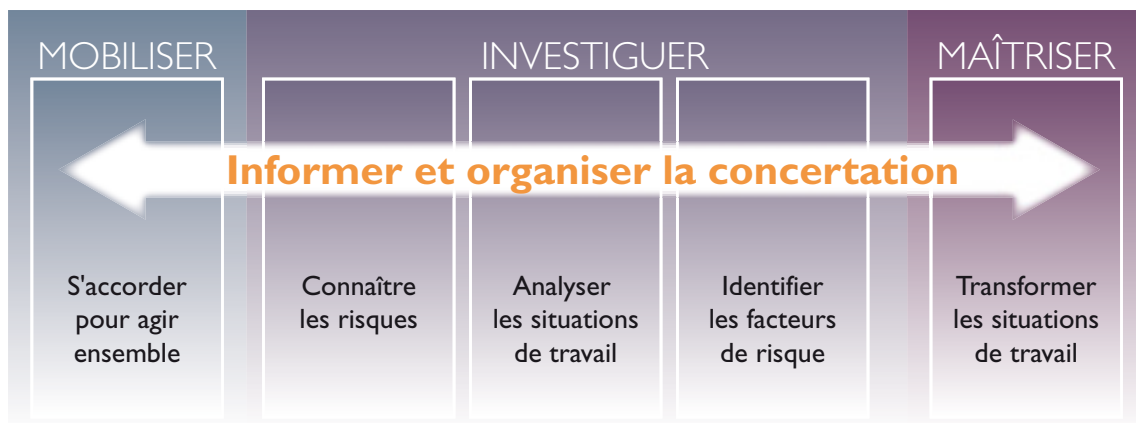 MOBILISER
INVESTIGUER
MAÎTRISER
Informer et organiser la concertation
S'accorder
pour agir
ensemble
Connaître
les risques
Analyser
les situations
de travail
Identifier
les facteurs
de risque
Transformer
les situations
de travail